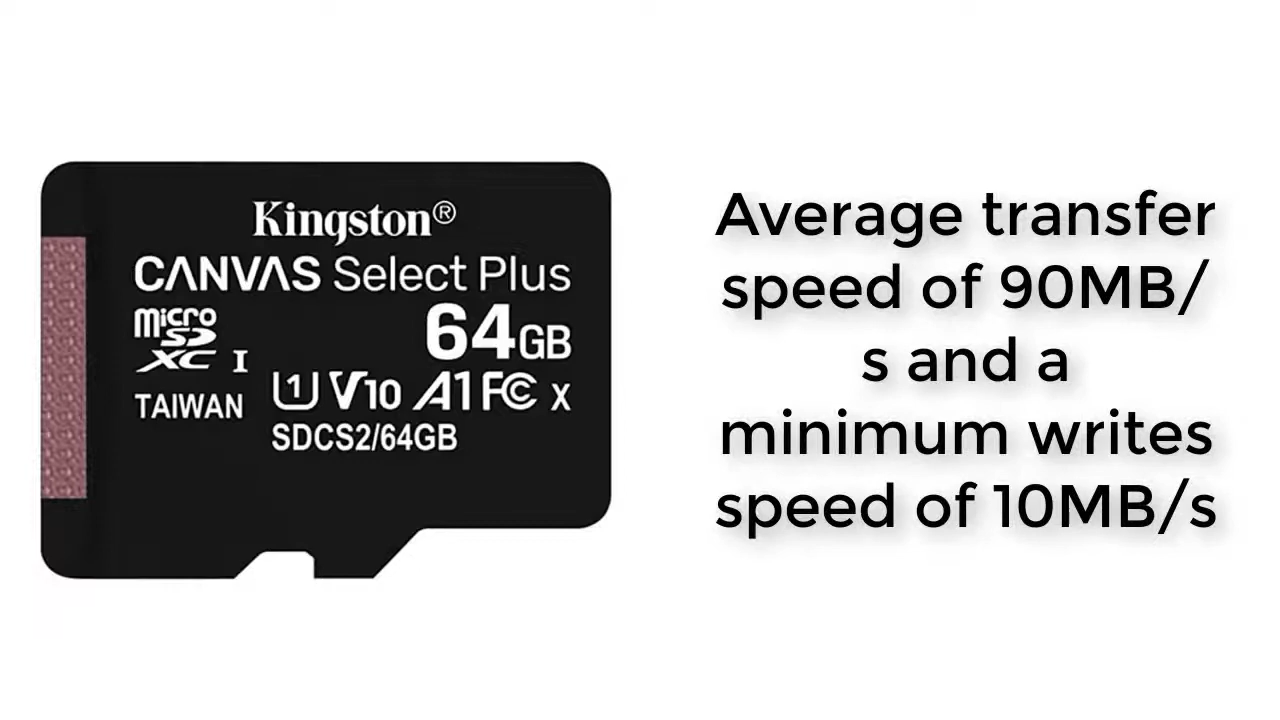 Kingston®
CANVAS Select Plus
micro
SD
XC I
64GB
TAIWAN
U1 V10 A1 FC X
SDCS2/64GB
Average transfer
speed of 90MB/
s and a
minimum writes
speed of 10MB/s